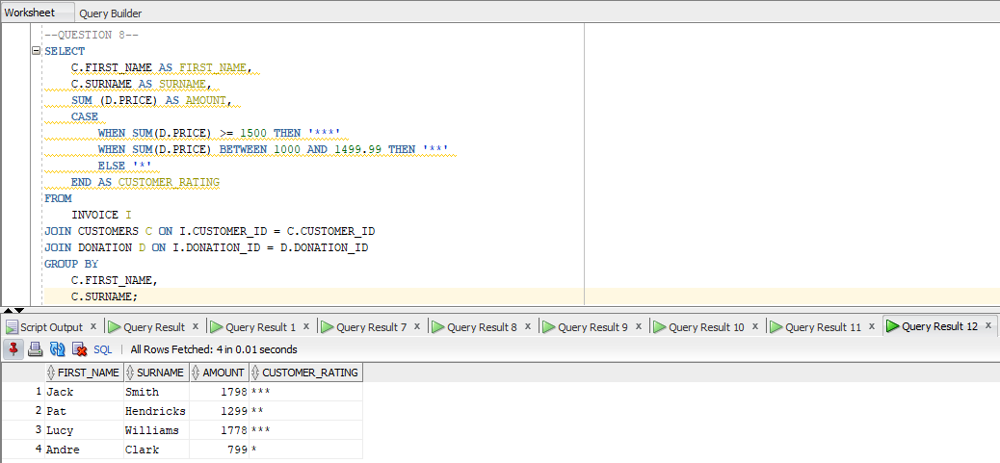 Worksheet Query Builder
--QUESTION 8--
SELECT
C.FIRST_NAME AS FIRST_NAME,
C.SURNAME AS SURNAME,
SUM (D.PRICE) AS AMOUNT,
CASE
WHEN SUM(D.PRICE) >= 1500 THEN '***'
WHEN SUM(D.PRICE) BETWEEN 1000 AND 1499.99 THEN '**'
ELSE '*'
END AS CUSTOMER_RATING
FROM
INVOICE I
JOIN CUSTOMERS C ON I.CUSTOMER_ID = C.CUSTOMER_ID
JOIN DONATION D ON I.DONATION_ID = D.DONATION_ID
GROUP BY
C.FIRST_NAME,
C.SURNAME;
Script Output x Query Result x Query Result 1 x Query Result 7 x Query Result 8 x Query Result 9 x Query Result 10 x Query Result 11 x Query Result 12 x
SQL | All Rows Fetched: 4 in 0.01 seconds
FIRST_NAME SURNAME AMOUNT CUSTOMER_RATING
1 Jack Smith 1798 ***
2 Pat Hendricks 1299 **
3 Lucy Williams 1778 ***
4 Andre Clark 799 *